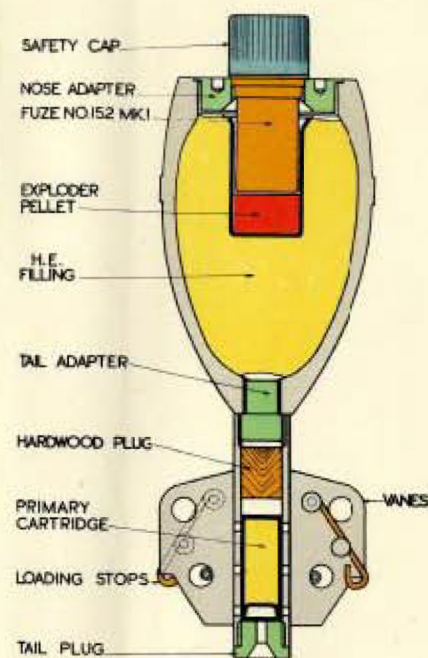 SAFETY CAP
NOSE ADAPTER
FUZE NO.152 MK.I
EXPLODER
PELLET
H.E.
FILLING
TAIL ADAPTER
HARDWOOD PLUG
VANES
PRIMARY
CARTRIDGE
LOADING STOPS
TAIL PLUG